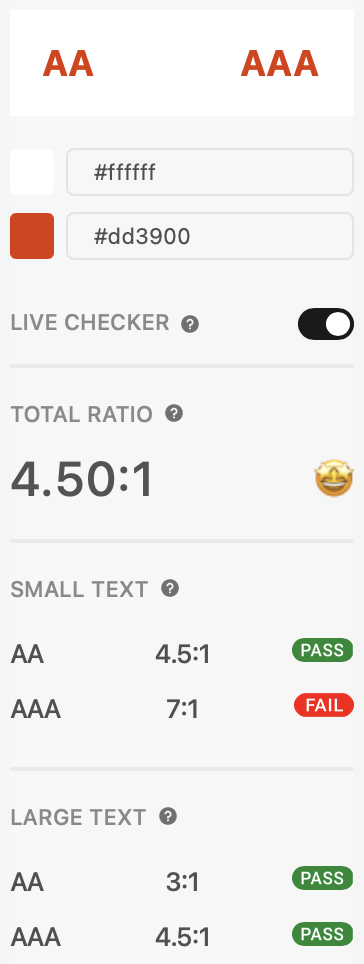 AA AAA
#ffffff
#dd3900
LIVE CHECKER ?
TOTAL RATIO ?
4.50:1
SMALL TEXT ?
AA 4.5:1 PASS
AAA 7:1 FAIL
LARGE TEXT ?
AA 3:1 PASS
AAA 4.5:1 PASS